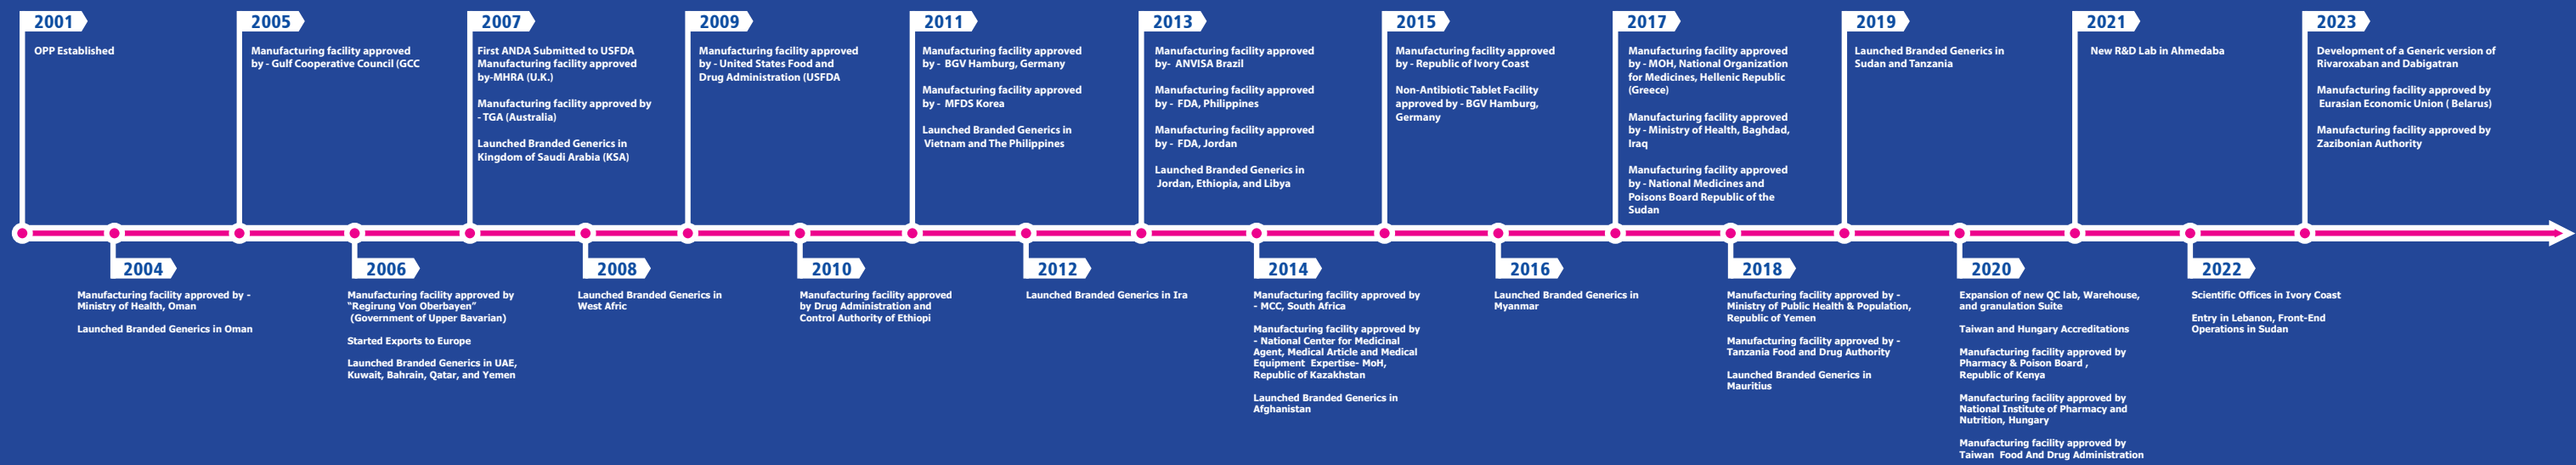 2001
OPP Established
2004
Manufacturing facility approved by -
Ministry of Health, Oman
Launched Branded Generics in Oman
2005
Manufacturing facility approved
by - Gulf Cooperative Council (GCC
2006
Manufacturing facility approved by
"Regirung Von Oberbayen"
(Government of Upper Bavarian)
Started Exports to Europe
Launched Branded Generics in UAE,
Kuwait, Bahrain, Qatar, and Yemen
2007
First ANDA Submitted to USFDA
Manufacturing facility approved
by-MHRA (U.K.)
Manufacturing facility approved by
- TGA (Australia)
Launched Branded Generics in
Kingdom of Saudi Arabia (KSA)
2008
Launched Branded Generics in
West Afric
2009
Manufacturing facility approved
by - United States Food and
Drug Administration (USFDA
2010
Manufacturing facility approved
by Drug Administration and
Control Authority of Ethiopi
2011
Manufacturing facility approved
by - BGV Hamburg, Germany
Manufacturing facility approved
by - MFDS Korea
Launched Branded Generics in
Vietnam and The Philippines
2012
Launched Branded Generics in Ira
2013
Manufacturing facility approved
by- ANVISA Brazil
Manufacturing facility approved
by - FDA, Philippines
Manufacturing facility approved
by - FDA, Jordan
Launched Branded Generics in
Jordan, Ethiopia, and Libya
2014
Manufacturing facility approved by
- MCC, South Africa
Manufacturing facility approved by
- National Center for Medicinal
Agent, Medical Article and Medical
Equipment Expertise- MoH,
Republic of Kazakhstan
Launched Branded Generics in
Afghanistan
2015
Manufacturing facility approved
by - Republic of Ivory Coast
Non-Antibiotic Tablet Facility
approved by - BGV Hamburg,
Germany
2016
Launched Branded Generics in
Myanmar
2017
Manufacturing facility approved
by - MOH, National Organization
for Medicines, Hellenic Republic
(Greece)
Manufacturing facility approved
by - Ministry of Health, Baghdad,
Iraq
Manufacturing facility approved
by - National Medicines and
Poisons Board Republic of the
Sudan
2018
Manufacturing facility approved by -
Ministry of Public Health & Population,
Republic of Yemen
Manufacturing facility approved by -
Tanzania Food and Drug Authority
Launched Branded Generics in
Mauritius
2019
Launched Branded Generics in
Sudan and Tanzania
2020
Expansion of new QC lab, Warehouse,
and granulation Suite
Taiwan and Hungary Accreditations
Manufacturing facility approved by
Pharmacy & Poison Board ,
Republic of Kenya
Manufacturing facility approved by
National Institute of Pharmacy and
Nutrition, Hungary
Manufacturing facility approved by
Taiwan Food And Drug Administration
2021
New R&D Lab in Ahmedaba
2022
Scientific Offices in Ivory Coast
Entry in Lebanon, Front-End
Operations in Sudan
2023
Development of a Generic version of
Rivaroxaban and Dabigatran
Manufacturing facility approved by
Eurasian Economic Union ( Belarus)
Manufacturing facility approved by
Zazibonian Authority